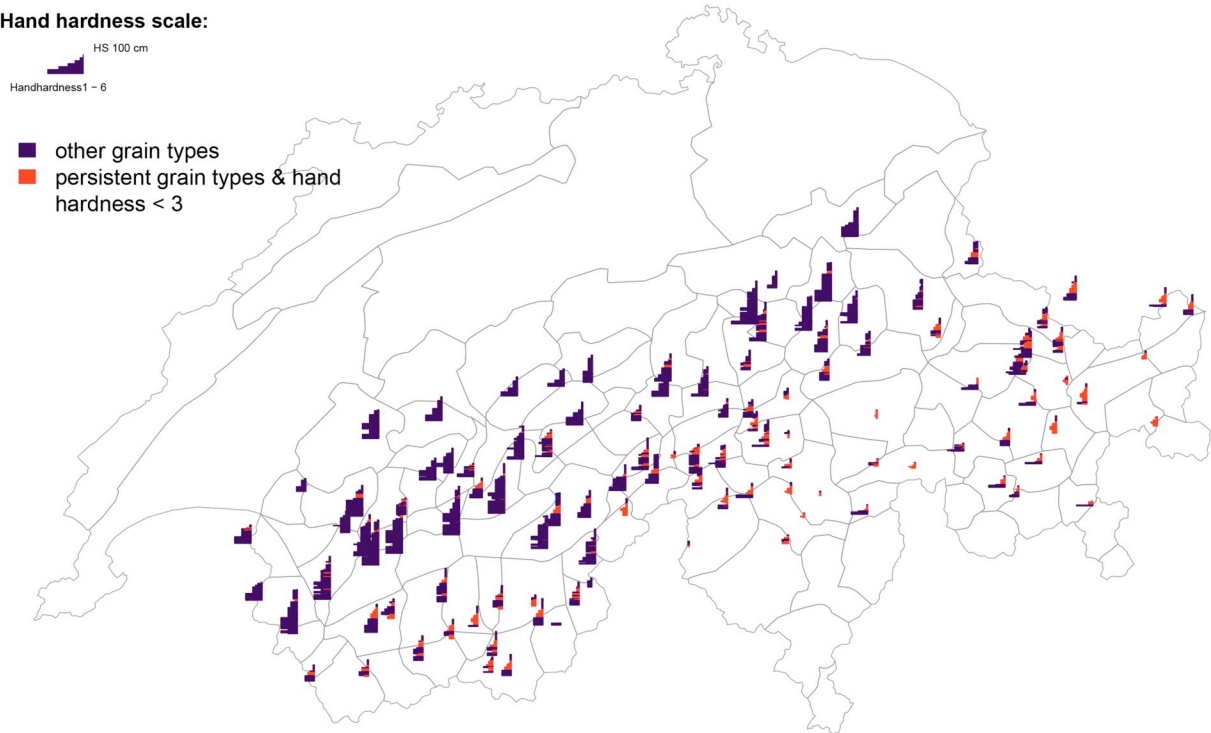 Hand hardness scale:
HS 100 cm
Handhardness1 − 6
other grain types
persistent grain types & hand
hardness < 3